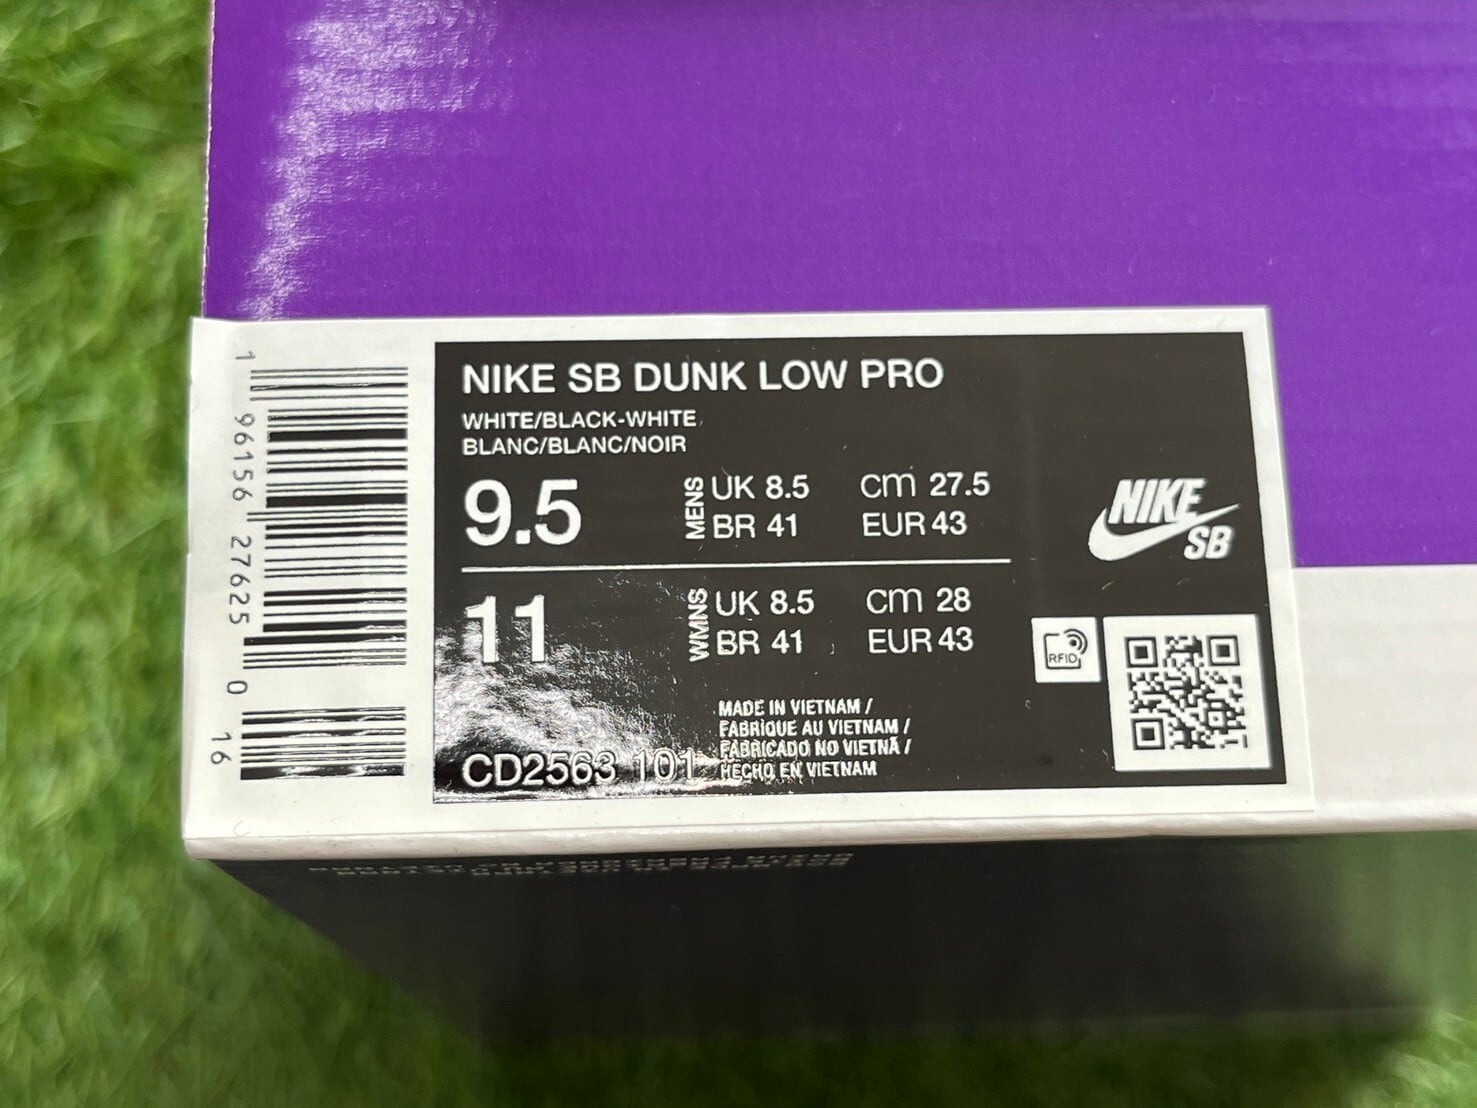 NIKE SB DUNK LOW PRO
WHITE/BLACK-WHITE
BLANC/BLANC/NOIR
9.5 MENS UK 8.5 cm 27.5
BR 41 EUR 43
11 WMNS UK 8.5 cm 28
BR 41 EUR 43
NIKE
SB
RFID
MADE IN VIETNAM /
FABRIQUE AU VIETNAM /
FABRICADO NO VIETNÃ /
HECHO EN VIETNAM
CD2563 101
1 96156 27625 0
16